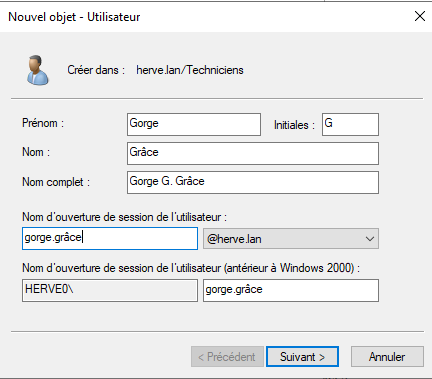 Nouvel objet - Utilisateur
Créer dans : herve.lan/Techniciens
Prénom : Gorge Initiales : G
Nom : Grâce
Nom complet : Gorge G. Grâce
Nom d'ouverture de session de l'utilisateur :
gorge.grâce @herve.lan
Nom d'ouverture de session de l'utilisateur (antérieur à Windows 2000) :
HERVE0\ gorge.grâce
< Précédent Suivant > Annuler